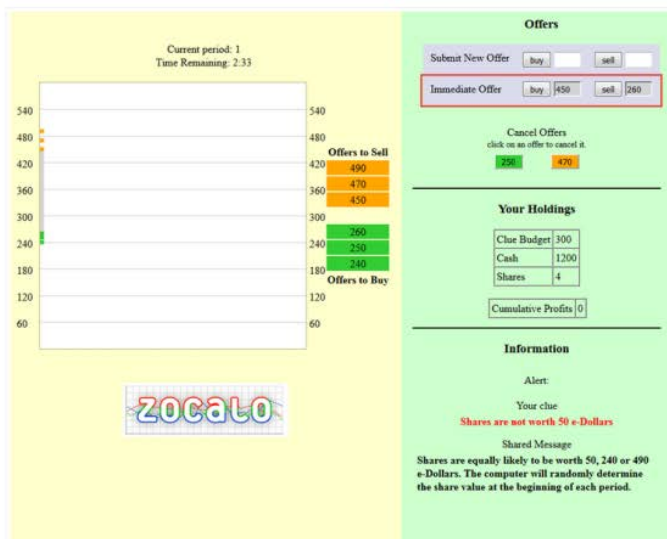 Current period: 1
Time Remaining: 2:33
540
480
420
360
300
240
180
120
60
540
480
420
360
300
240
180
120
60
Offers to Sell
490
470
450
260
250
240
Offers to Buy
zocalo
Offers
Submit New Offer buy sell
Immediate Offer buy 450 sell 260
Cancel Offers
click on an offer to cancel it.
250 470
Your Holdings
Clue Budget 300
Cash 1200
Shares 4
Cumulative Profits 0
Information
Alert:
Your clue
Shares are not worth 50 e-Dollars
Shared Message
Shares are equally likely to be worth 50, 240 or 490
e-Dollars. The computer will randomly determine
the share value at the beginning of each period.